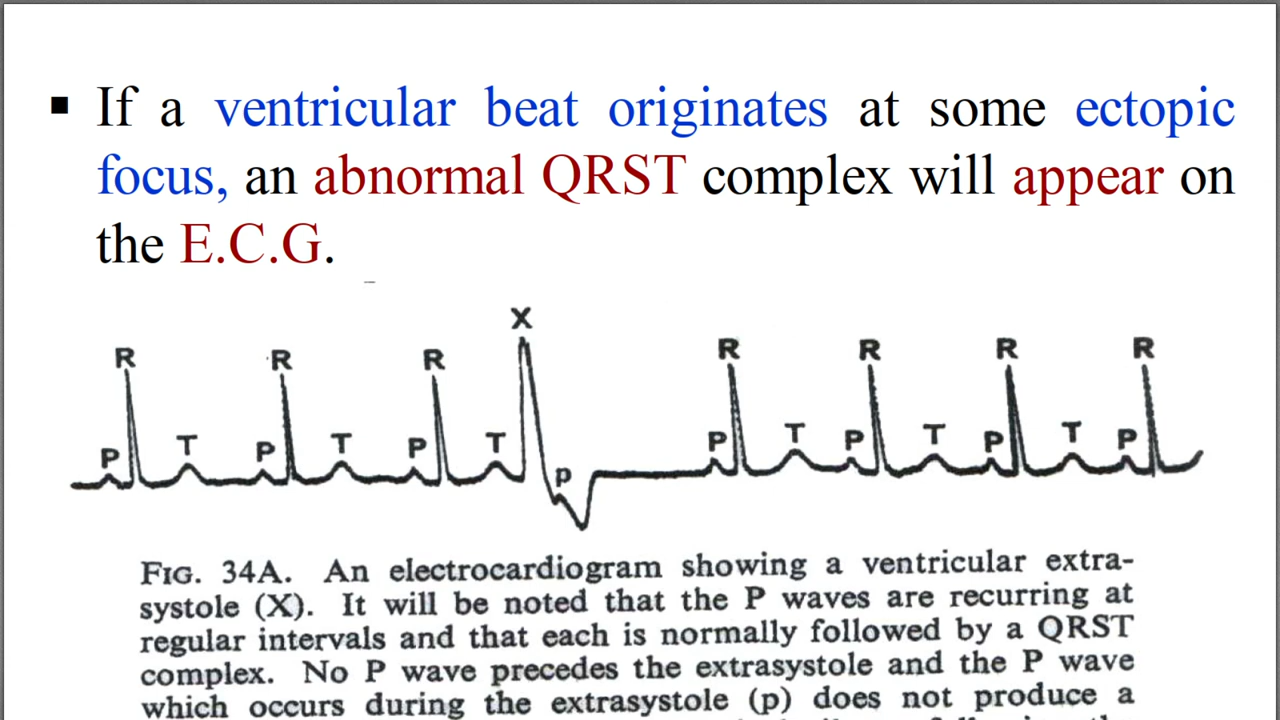 ▪ If a ventricular beat originates at some ectopic
focus, an abnormal QRST complex will appear on
the E.C.G.
X
R R R R R R R
P T P T P T p P T P T P T P
FIG. 34A. An electrocardiogram showing a ventricular extra-
systole (X). It will be noted that the P waves are recurring at
regular intervals and that each is normally followed by a QRST
complex. No P wave precedes the extrasystole and the P wave
which occurs during the extrasystole (p) does not produce a